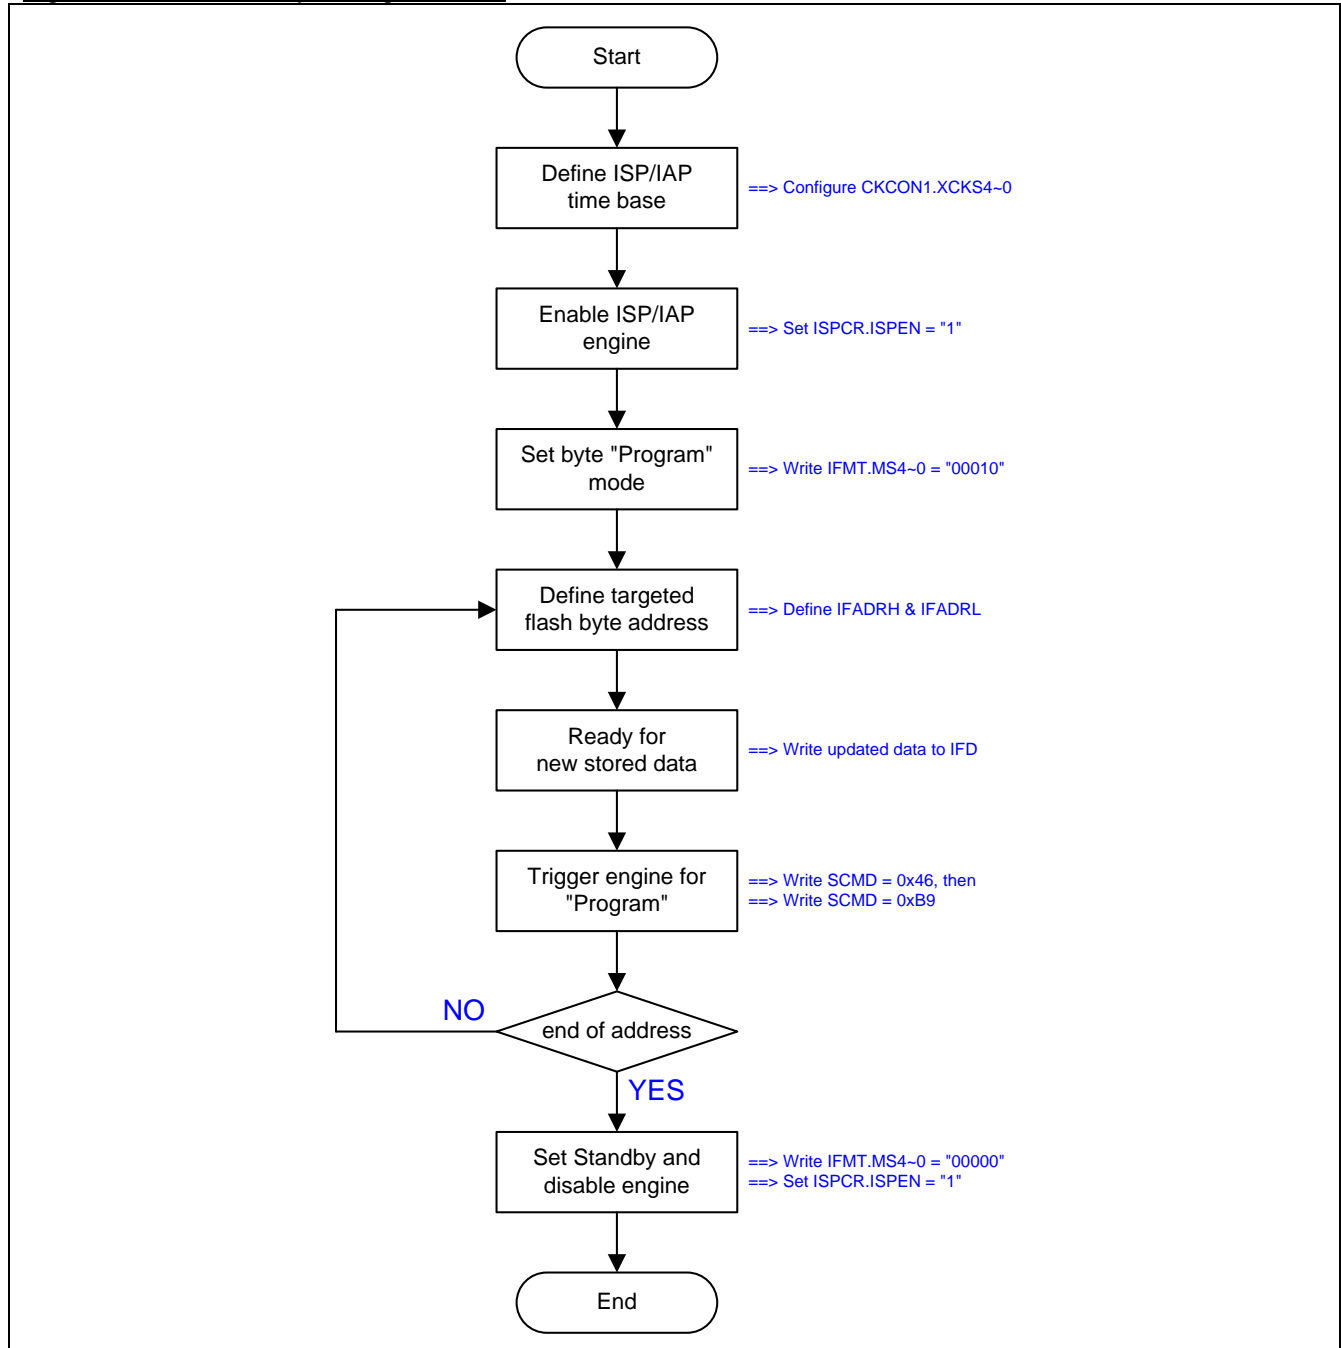 Start
Define ISP/IAP
time base
==> Configure CKCON1.XCKS4~0
Enable ISP/IAP
engine
==> Set ISPCR.ISPEN = "1"
Set byte "Program"
mode
==> Write IFMT.MS4~0 = "00010"
Define targeted
flash byte address
==> Define IFADRH & IFADRL
Ready for
new stored data
==> Write updated data to IFD
Trigger engine for
"Program"
==> Write SCMD = 0x46, then
==> Write SCMD = 0xB9
NO
end of address
YES
Set Standby and
disable engine
==> Write IFMT.MS4~0 = "00000"
==> Set ISPCR.ISPEN = "1"
End